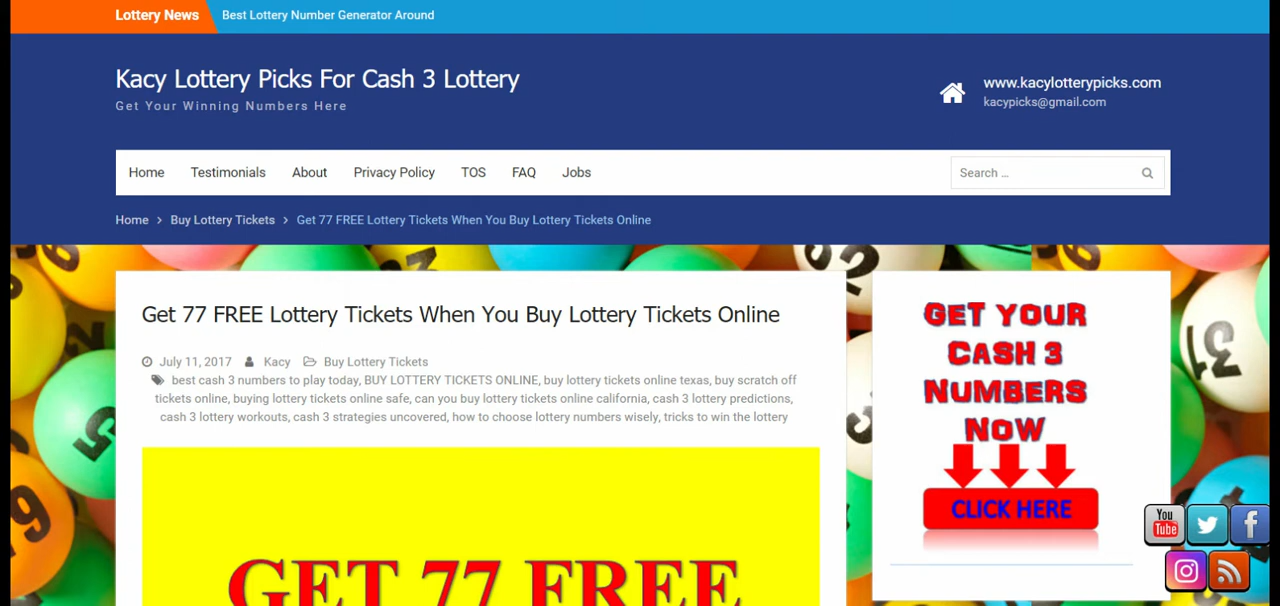 Lottery News
Best Lottery Number Generator Around
Kacy Lottery Picks For Cash 3 Lottery
Get Your Winning Numbers Here
www.kacylotterypicks.com
kacypicks@gmail.com
Home Testimonials About Privacy Policy TOS FAQ Jobs
Search ...
Home > Buy Lottery Tickets > Get 77 FREE Lottery Tickets When You Buy Lottery Tickets Online
Get 77 FREE Lottery Tickets When You Buy Lottery Tickets Online
July 11, 2017 Kacy Buy Lottery Tickets
best cash 3 numbers to play today, BUY LOTTERY TICKETS ONLINE, buy lottery tickets online texas, buy scratch off
tickets online, buying lottery tickets online safe, can you buy lottery tickets online california, cash 3 lottery predictions,
cash 3 lottery workouts, cash 3 strategies uncovered, how to choose lottery numbers wisely, tricks to win the lottery
GET 77 FREE
GET YOUR
CASH 3
NUMBERS
NOW
CLICK HERE
You
Tube
31
5
19